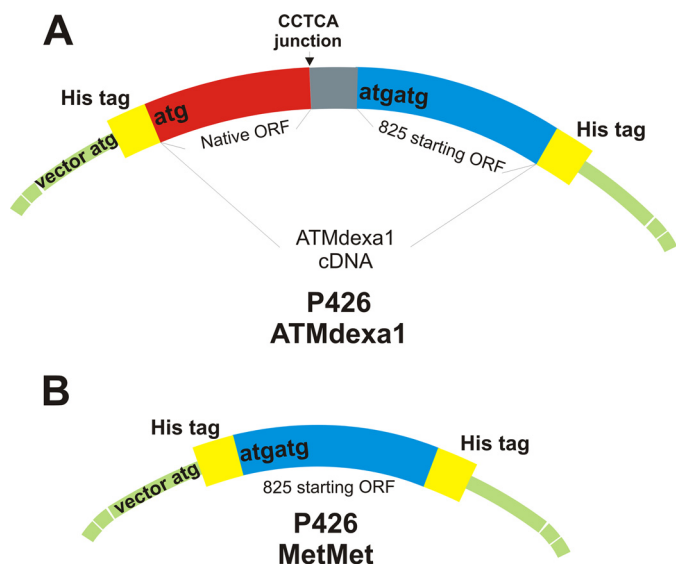 A
CCTCA
junction
His tag
atg
atgatg
His tag
vector atg
Native ORF
825 starting ORF
ATMdexa1
cDNA
P426
ATMdexa1
B
His tag
atgatg
His tag
vector atg
825 starting ORF
P426
MetMet